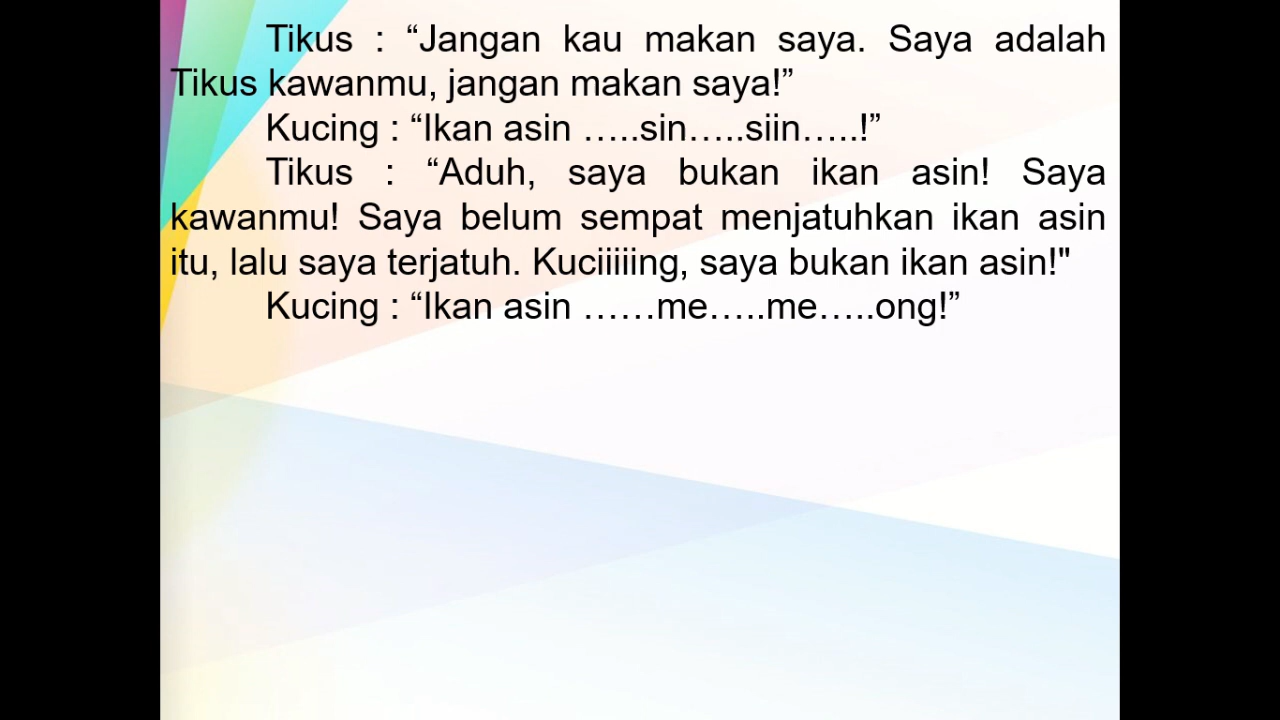 Tikus : “Jangan kau makan saya. Saya adalah
Tikus kawanmu, jangan makan saya!”
Kucing : “Ikan asin …..sin…..siin…..!”
Tikus : “Aduh, saya bukan ikan asin! Saya
kawanmu! Saya belum sempat menjatuhkan ikan asin
itu, lalu saya terjatuh. Kuciiiiing, saya bukan ikan asin!"
Kucing : “Ikan asin ……me…..me…..ong!”